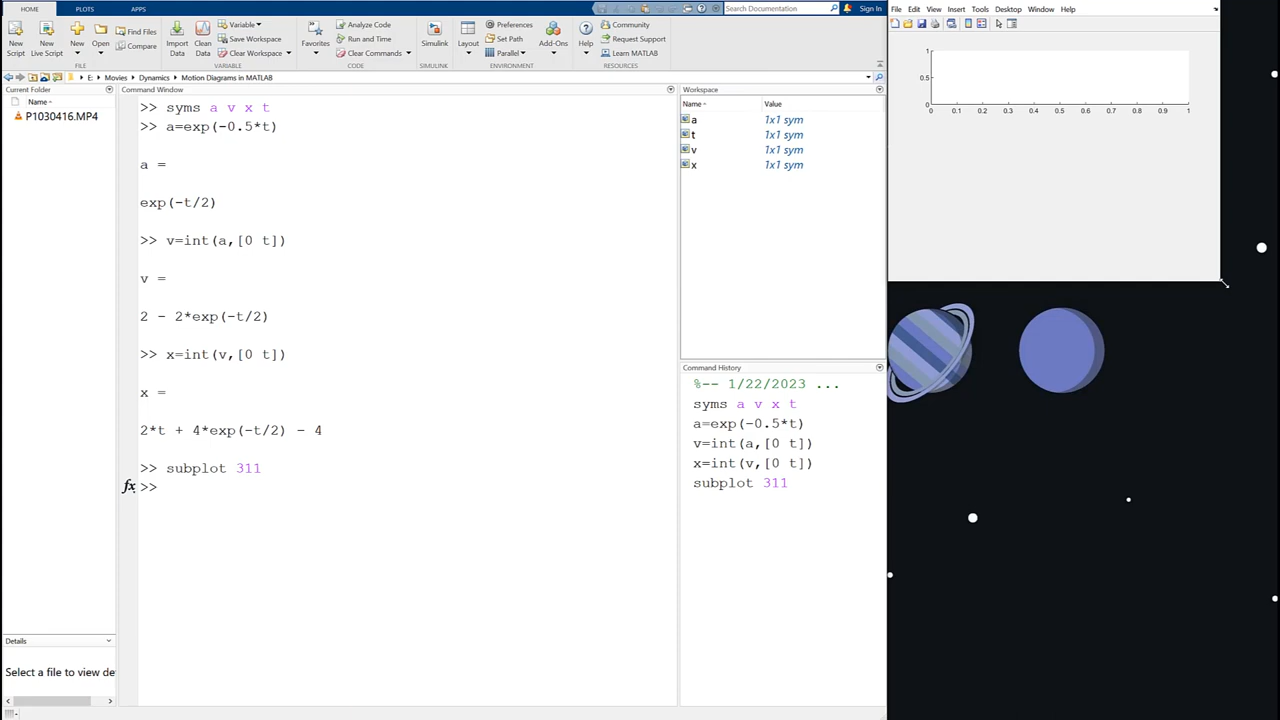 HOME PLOTS APPS
Search Documentation
Sign In
New Script
New Live Script
New
Open
Find Files
Compare
FILE
Import Data
Clean Data
Variable
Save Workspace
Clear Workspace
VARIABLE
Favorites
Analyze Code
Run and Time
Clear Commands
CODE
Simulink
SIMULINK
Layout
Preferences
Set Path
Parallel
ENVIRONMENT
Add-Ons
Help
Community
Request Support
Learn MATLAB
RESOURCES
E: Movies Dynamics Motion Diagrams in MATLAB
Current Folder
Name
P1030416.MP4
Details
Select a file to view de
Command Window
>> syms a v x t
>> a=exp(-0.5*t)
a =
exp(-t/2)
>> v=int(a,[0 t])
v =
2 - 2*exp(-t/2)
>> x=int(v,[0 t])
x =
2*t + 4*exp(-t/2) - 4
>> subplot 311
fx >>
Workspace
Name Value
a 1x1 sym
t 1x1 sym
v 1x1 sym
x 1x1 sym
Command History
%-- 1/22/2023 ...
syms a v x t
a=exp(-0.5*t)
v=int(a,[0 t])
x=int(v,[0 t])
subplot 311
File Edit View Insert Tools Desktop Window Help
1
0.5
0
0 0.1 0.2 0.3 0.4 0.5 0.6 0.7 0.8 0.9 1